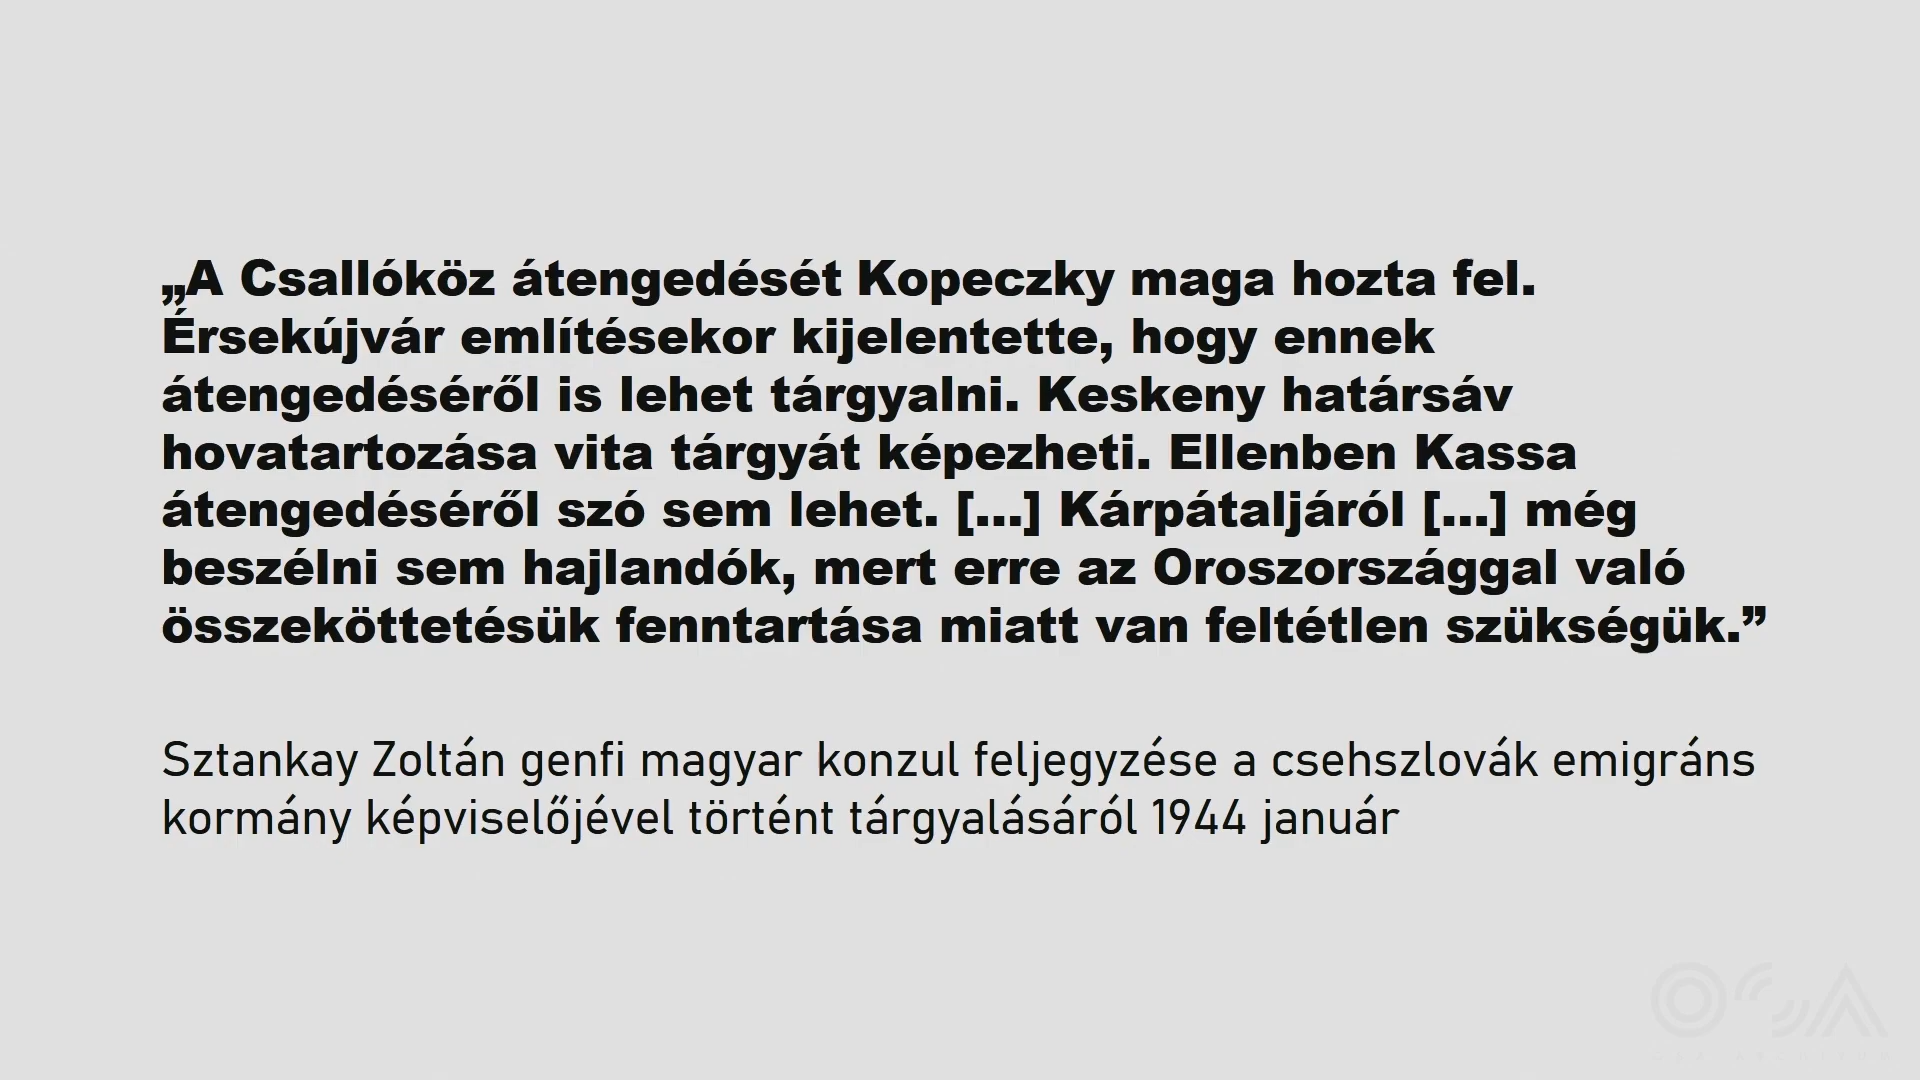 „A Csallóköz átengedését Kopeczky maga hozta fel.
Érsekújvár említésekor kijelentette, hogy ennek
átengedéséről is lehet tárgyalni. Keskeny határsáv
hovatartozása vita tárgyát képezheti. Ellenben Kassa
átengedéséről szó sem lehet. [...] Kárpátaljáról [...] még
beszélni sem hajlandók, mert erre az Oroszországgal való
összeköttetésük fenntartása miatt van feltétlen szükségük.”
Sztankay Zoltán genfi magyar konzul feljegyzése a csehszlovák emigráns
kormány képviselőjével történt tárgyalásáról 1944 január
OSA